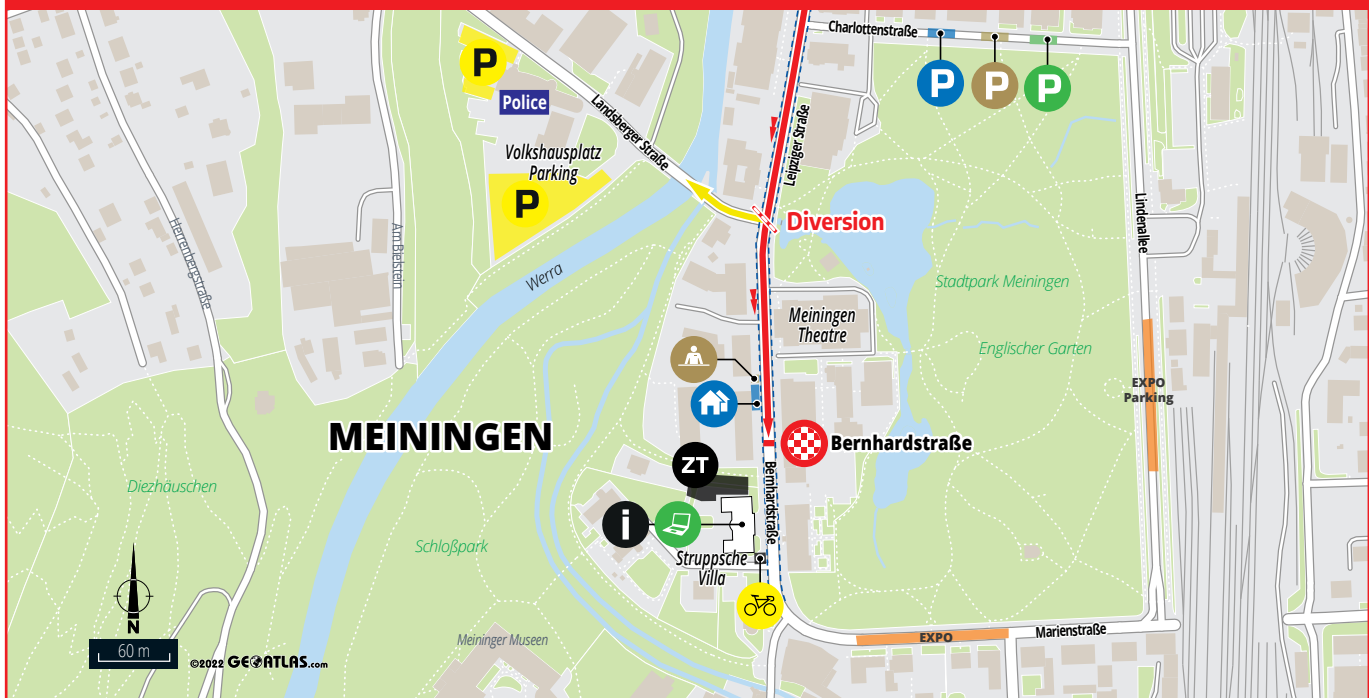 Charlottenstraße
P
P
P
P
Police
Landsberger Straße
Leipziger Straße
Volkshausplatz
Parking
P
Diversion
Lindenallee
Herrenbergstraße
Am Bielstein
Werra
Stadtpark Meiningen
Meiningen
Theatre
Englischer Garten
EXPO
Parking
MEININGEN
Bernhardstraße
ZT
Bernhardstraße
Diezhäuschen
i
Schloßpark
Struppsche
Villa
N
60 m
©2022 GEOATLAS.com
Meininger Museen
EXPO
Marienstraße